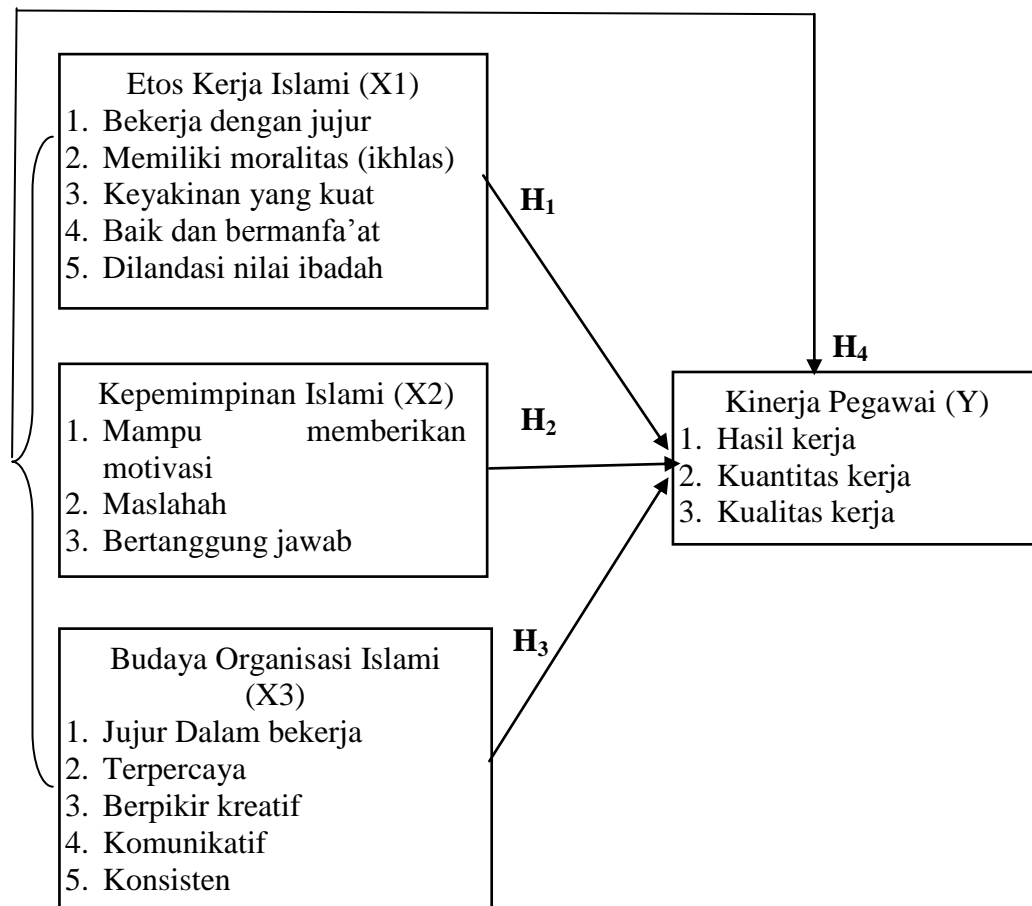 Etos Kerja Islami (X1)
1. Bekerja dengan jujur
2. Memiliki moralitas (ikhlas)
3. Keyakinan yang kuat
4. Baik dan bermanfa’at
5. Dilandasi nilai ibadah
H1
H4
Kepemimpinan Islami (X2)
1. Mampu memberikan
motivasi
2. Maslahah
3. Bertanggung jawab
H2
Kinerja Pegawai (Y)
1. Hasil kerja
2. Kuantitas kerja
3. Kualitas kerja
H3
Budaya Organisasi Islami
(X3)
1. Jujur Dalam bekerja
2. Terpercaya
3. Berpikir kreatif
4. Komunikatif
5. Konsisten